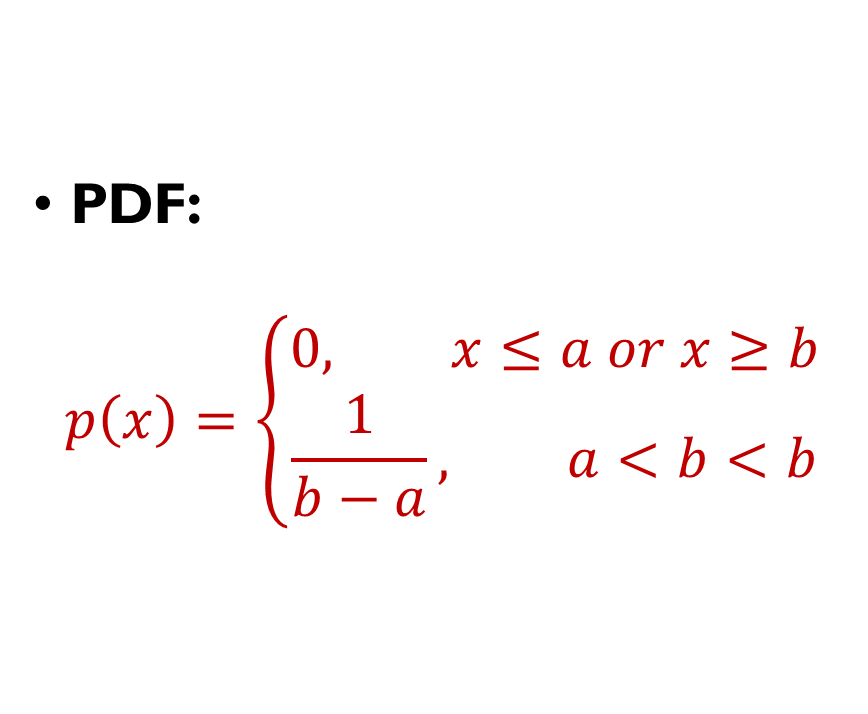 • PDF:
p(x) = { 0, x ≤ a or x ≥ b
1/(b − a), a < b < b